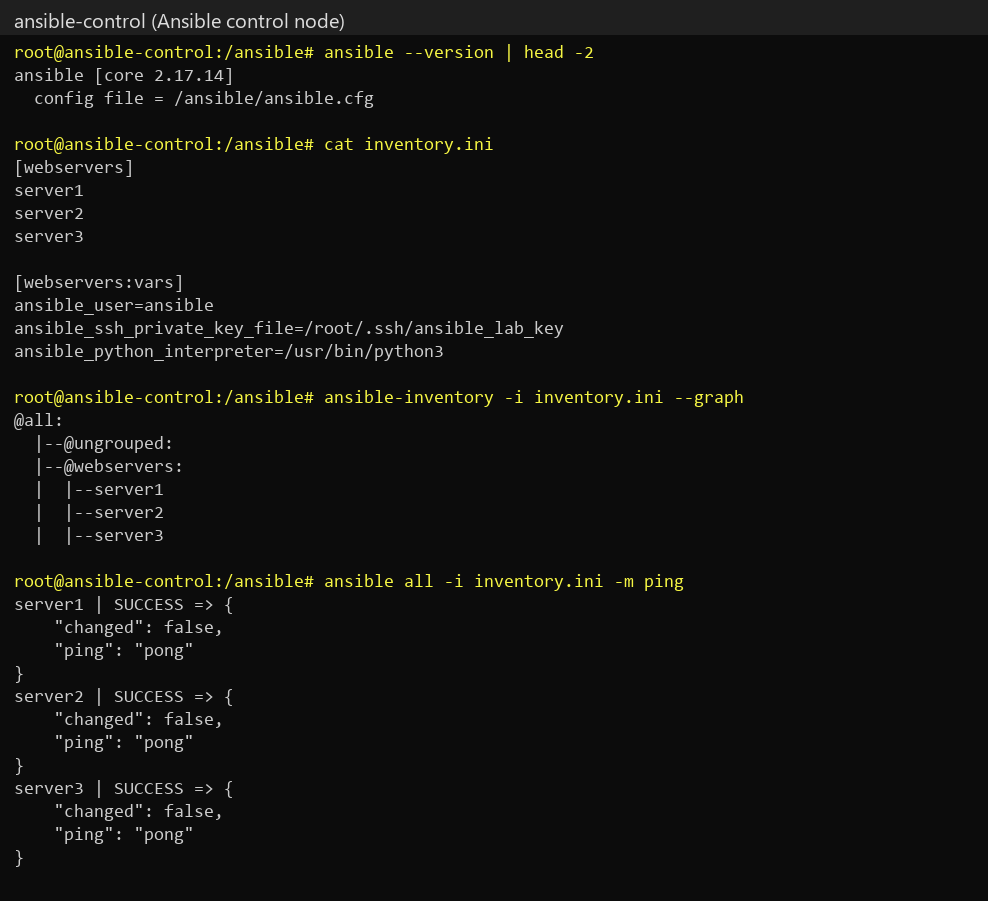 ansible-control (Ansible control node)
root@ansible-control:/ansible# ansible --version | head -2
ansible [core 2.17.14]
  config file = /ansible/ansible.cfg

root@ansible-control:/ansible# cat inventory.ini
[webservers]
server1
server2
server3

[webservers:vars]
ansible_user=ansible
ansible_ssh_private_key_file=/root/.ssh/ansible_lab_key
ansible_python_interpreter=/usr/bin/python3

root@ansible-control:/ansible# ansible-inventory -i inventory.ini --graph
@all:
  |--@ungrouped:
  |--@webservers:
  |  |--server1
  |  |--server2
  |  |--server3

root@ansible-control:/ansible# ansible all -i inventory.ini -m ping
server1 | SUCCESS => {
    "changed": false,
    "ping": "pong"
}
server2 | SUCCESS => {
    "changed": false,
    "ping": "pong"
}
server3 | SUCCESS => {
    "changed": false,
    "ping": "pong"
}